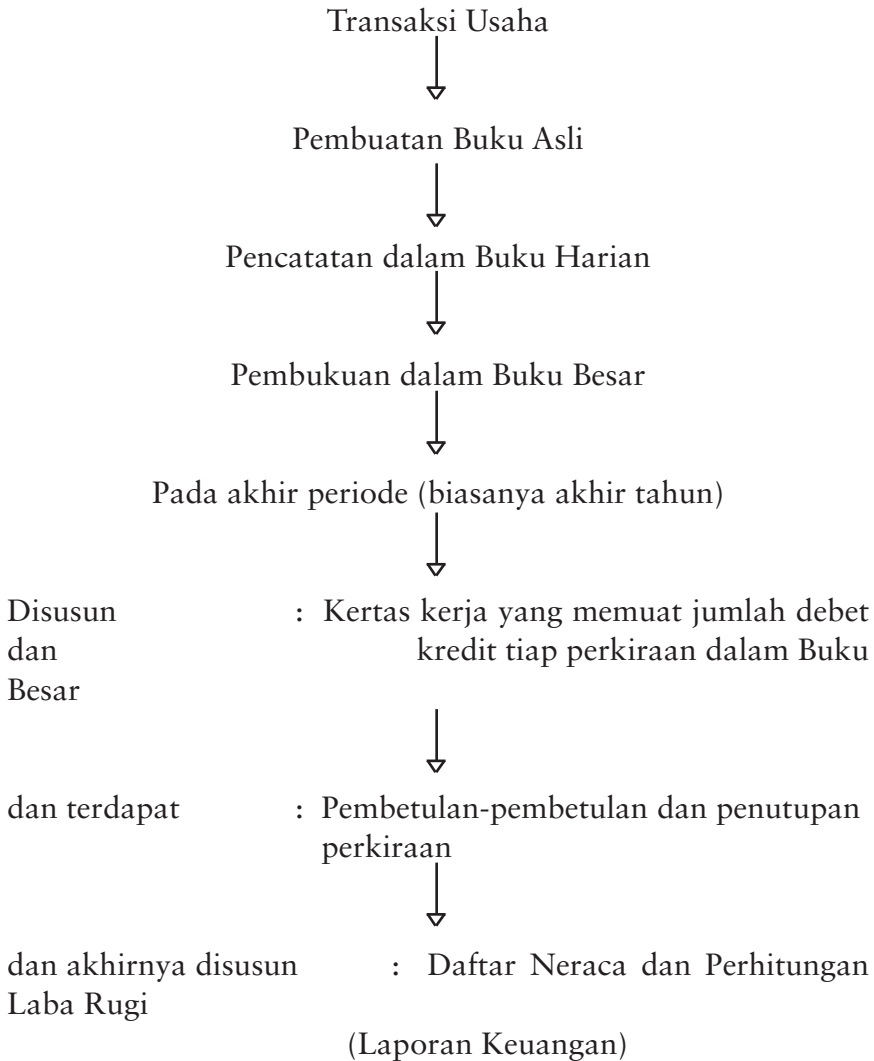 Transaksi Usaha
Pembuatan Buku Asli
Pencatatan dalam Buku Harian
Pembukuan dalam Buku Besar
Pada akhir periode (biasanya akhir tahun)
Disusun : Kertas kerja yang memuat jumlah debet
dan kredit tiap perkiraan dalam Buku
Besar
dan terdapat : Pembetulan-pembetulan dan penutupan
perkiraan
dan akhirnya disusun : Daftar Neraca dan Perhitungan
Laba Rugi
(Laporan Keuangan)